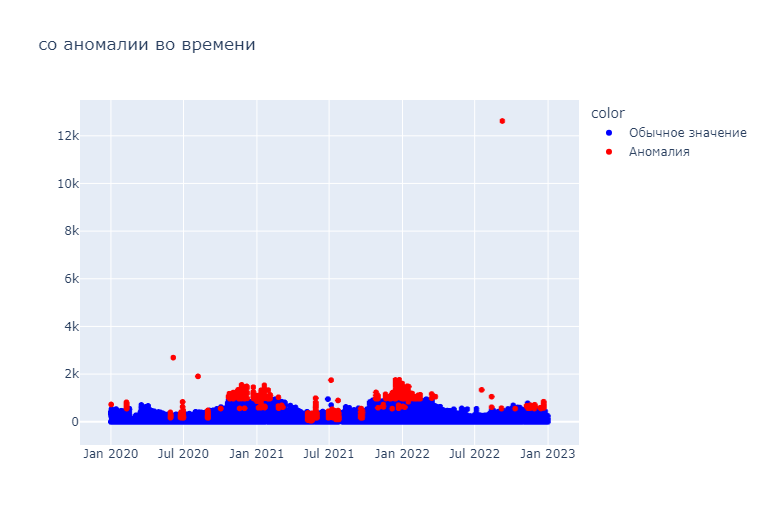 со аномалии во времени
color
Обычное значение
Аномалия
12k
10k
8k
6k
4k
2k
0
Jan 2020
Jul 2020
Jan 2021
Jul 2021
Jan 2022
Jul 2022
Jan 2023